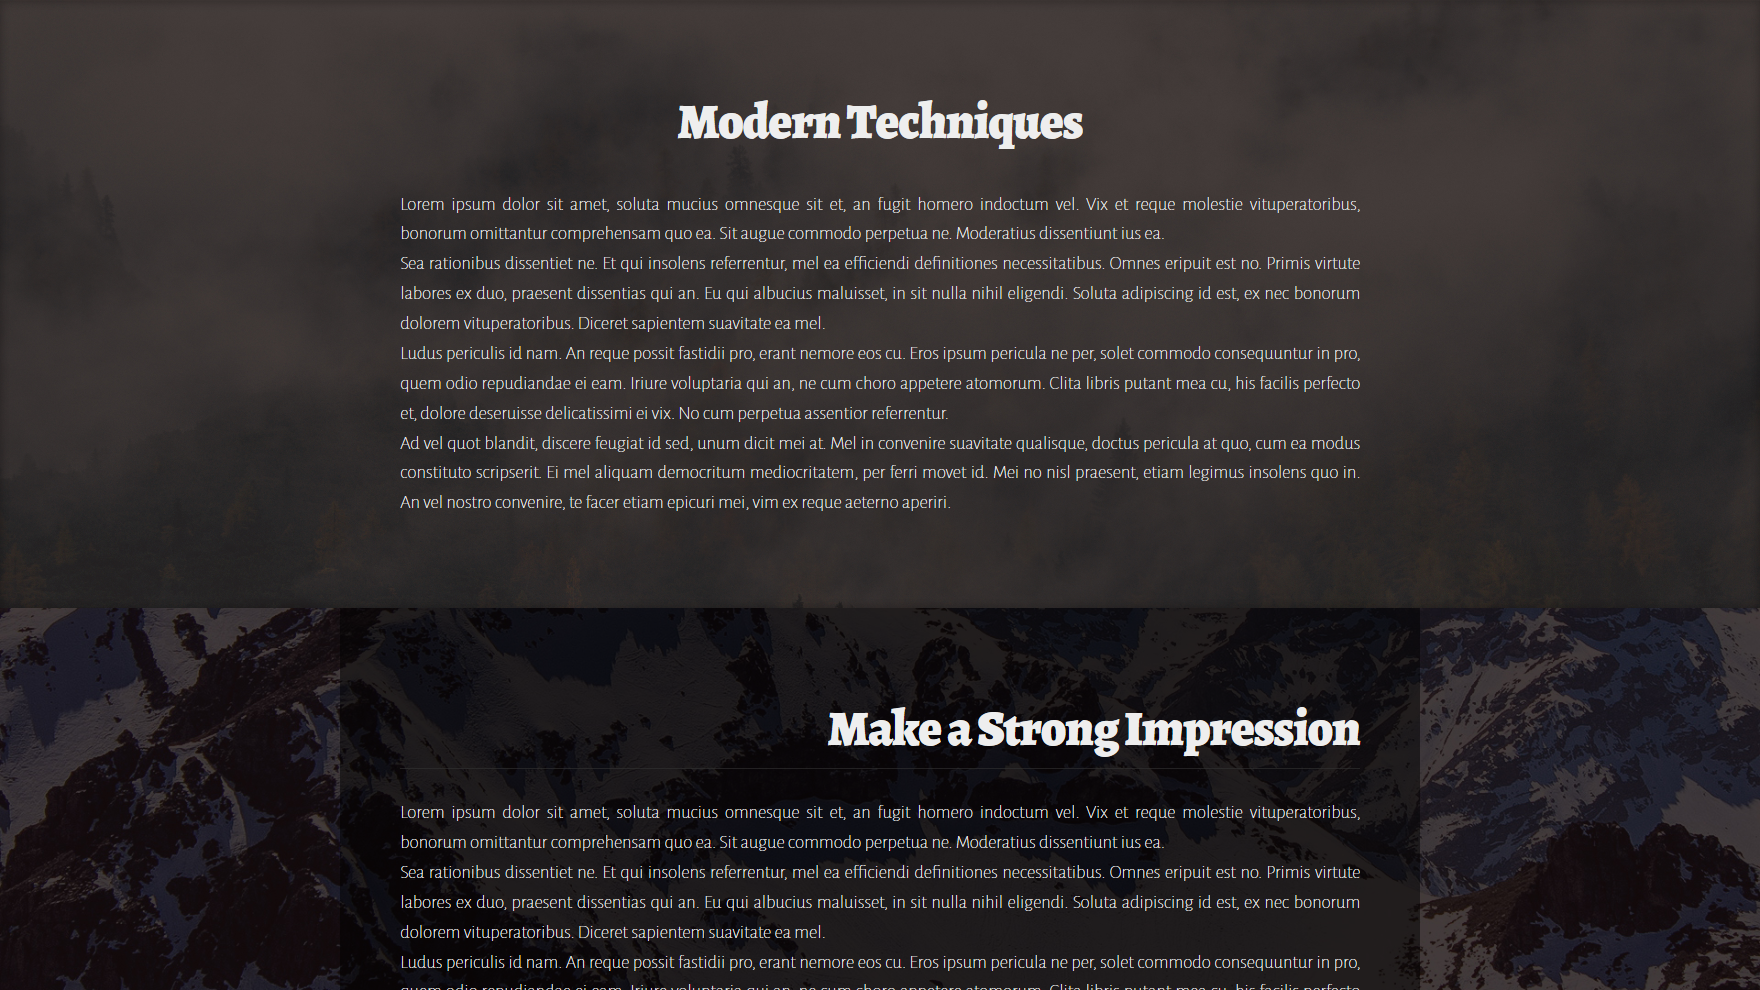 Modern Techniques
Lorem ipsum dolor sit amet, soluta mucius omnesque sit et, an fugit homero indoctum vel. Vix et reque molestie vituperatoribus,
bonorum omittantur comprehensam quo ea. Sit augue commodo perpetua ne. Moderatius dissentiunt ius ea.
Sea rationibus dissentiet ne. Et qui insolens referrentur, mel ea efficiendi definitiones necessitatibus. Omnes eripuit est no. Primis virtute
labores ex duo, praesent dissentias qui an. Eu qui albucius maluisset, in sit nulla nihil eligendi. Soluta adipiscing id est, ex nec bonorum
dolorem vituperatoribus. Diceret sapientem suavitate ea mel.
Ludus periculis id nam. An reque possit fastidii pro, erant nemore eos cu. Eros ipsum pericula ne per, solet commodo consequuntur in pro,
quem odio repudiandae ei eam. Iriure voluptaria qui an, ne cum choro appetere atomorum. Clita libris putant mea cu, his facilis perfecto
et, dolore deseruisse delicatissimi ei vix. No cum perpetua assentior referrentur.
Ad vel quot blandit, discere feugiat id sed, unum dicit mei at. Mel in convenire suavitate qualisque, doctus pericula at quo, cum ea modus
constituto scripserit. Ei mel aliquam democritum mediocritatem, per ferri movet id. Mei no nisl praesent, etiam legimus insolens quo in.
An vel nostro convenire, te facer etiam epicuri mei, vim ex reque aeterno aperiri.
Make a Strong Impression
Lorem ipsum dolor sit amet, soluta mucius omnesque sit et, an fugit homero indoctum vel. Vix et reque molestie vituperatoribus,
bonorum omittantur comprehensam quo ea. Sit augue commodo perpetua ne. Moderatius dissentiunt ius ea.
Sea rationibus dissentiet ne. Et qui insolens referrentur, mel ea efficiendi definitiones necessitatibus. Omnes eripuit est no. Primis virtute
labores ex duo, praesent dissentias qui an. Eu qui albucius maluisset, in sit nulla nihil eligendi. Soluta adipiscing id est, ex nec bonorum
dolorem vituperatoribus. Diceret sapientem suavitate ea mel.
Ludus periculis id nam. An reque possit fastidii pro, erant nemore eos cu. Eros ipsum pericula ne per, solet commodo consequuntur in pro,